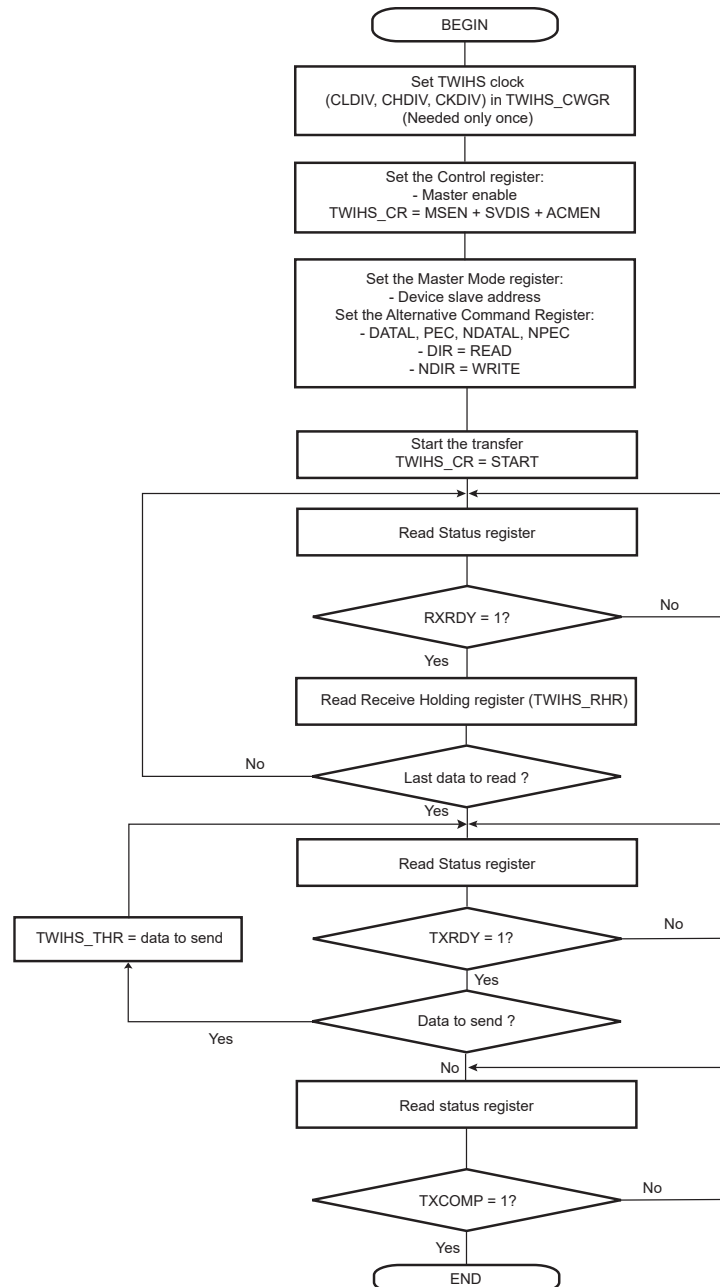 BEGIN
Set TWIHS clock
(CLDIV, CHDIV, CKDIV) in TWIHS_CWGR
(Needed only once)
Set the Control register:
- Master enable
TWIHS_CR = MSEN + SVDIS + ACMEN
Set the Master Mode register:
- Device slave address
Set the Alternative Command Register:
- DATAL, PEC, NDATAL, NPEC
- DIR = READ
- NDIR = WRITE
Start the transfer
TWIHS_CR = START
Read Status register
RXRDY = 1?
No
Yes
Read Receive Holding register (TWIHS_RHR)
Last data to read ?
No
Yes
Read Status register
TWIHS_THR = data to send
TXRDY = 1?
No
Yes
Data to send ?
Yes
No
Read status register
TXCOMP = 1?
No
Yes
END